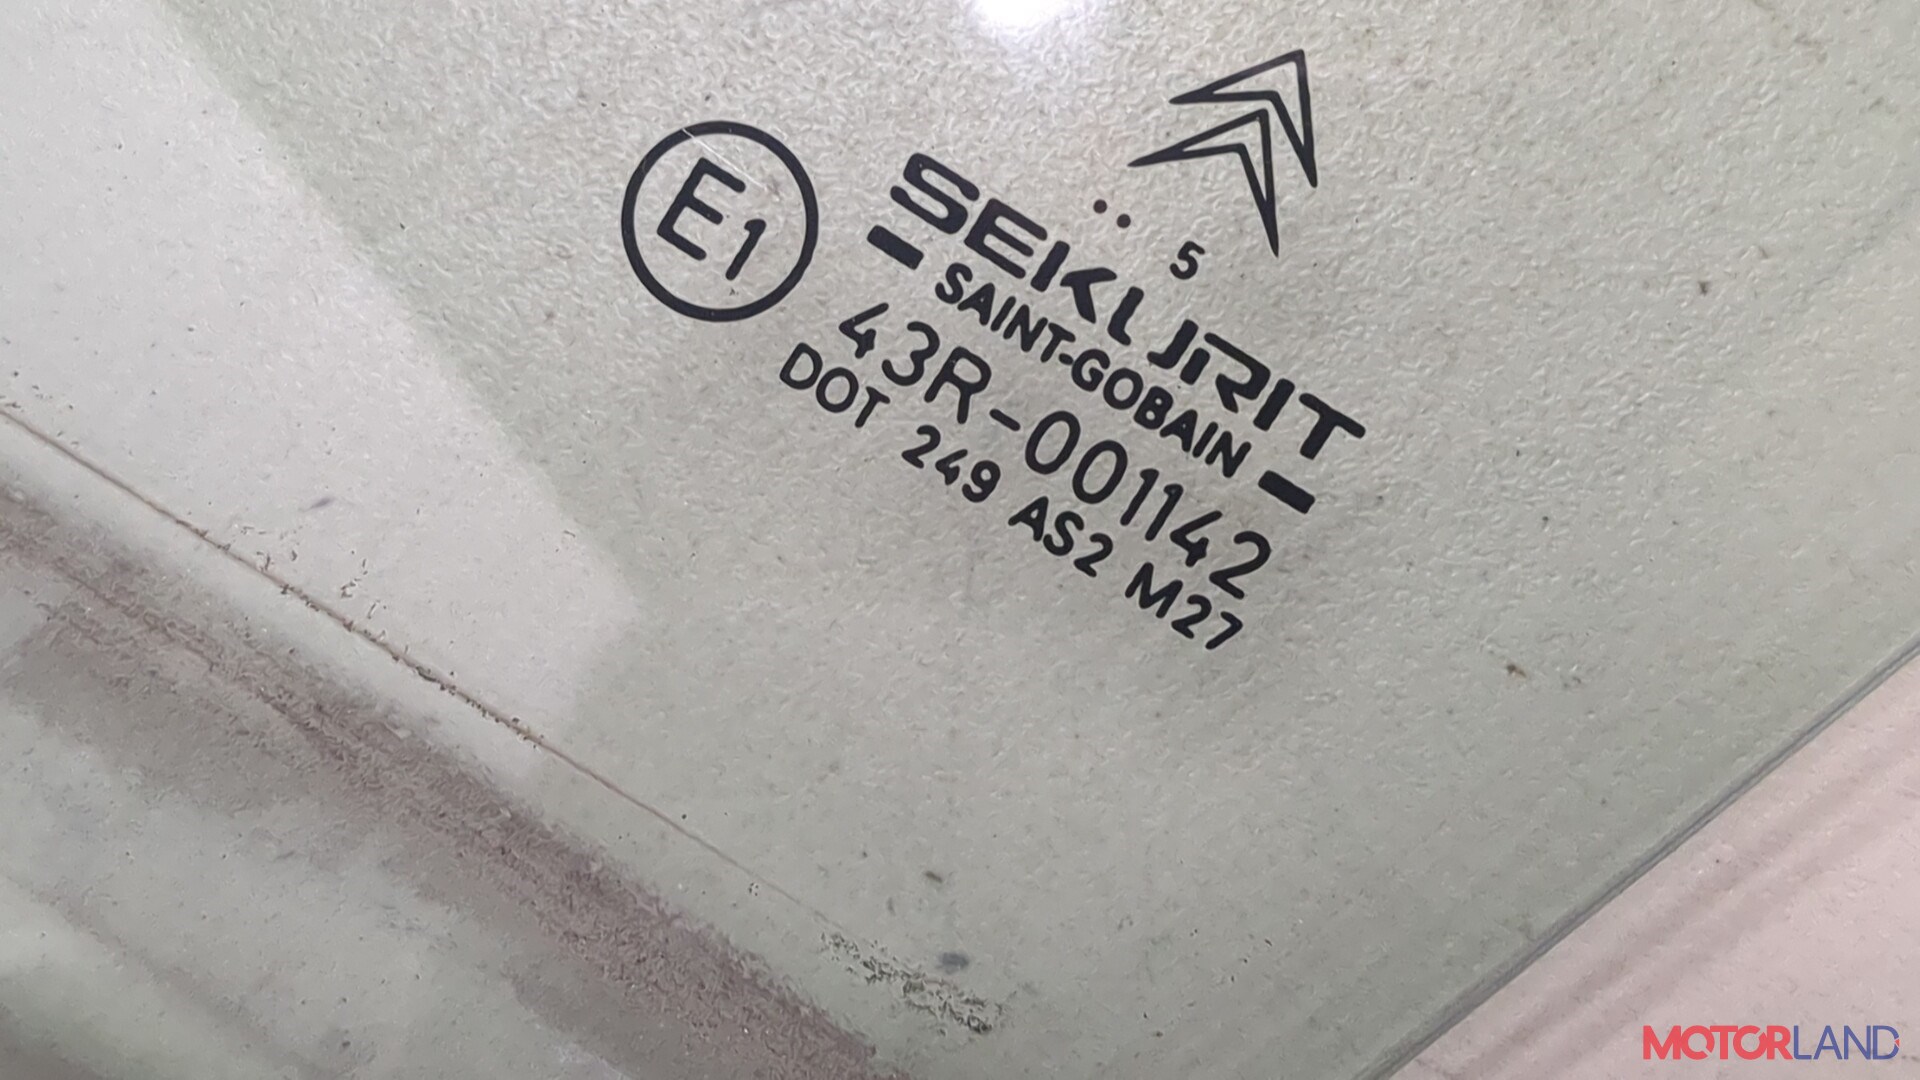 E1
.. 5
SEKURIT
SAINT-GOBAIN
43R-001142
DOT 249 AS2 M27
MOTORLAND